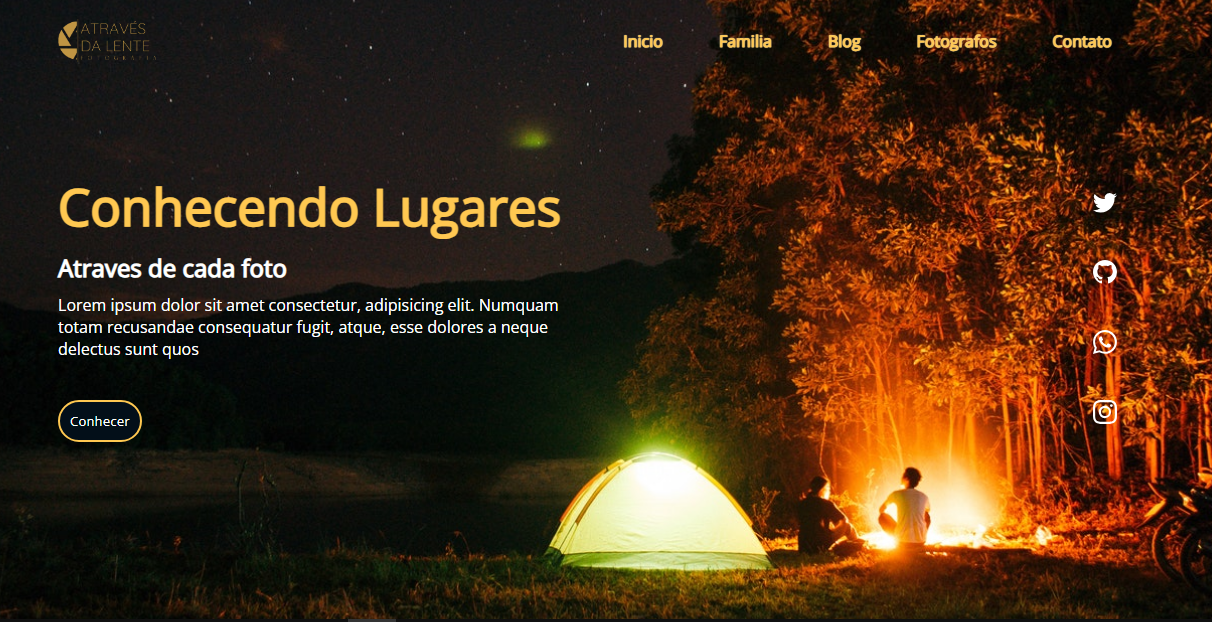 ATRAVÉS
DA LENTE
FOTOGRAFIA
Inicio Familia Blog Fotografos Contato
Conhecendo Lugares
Atraves de cada foto
Lorem ipsum dolor sit amet consectetur, adipisicing elit. Numquam
totam recusandae consequatur fugit, atque, esse dolores a neque
delectus sunt quos
Conhecer